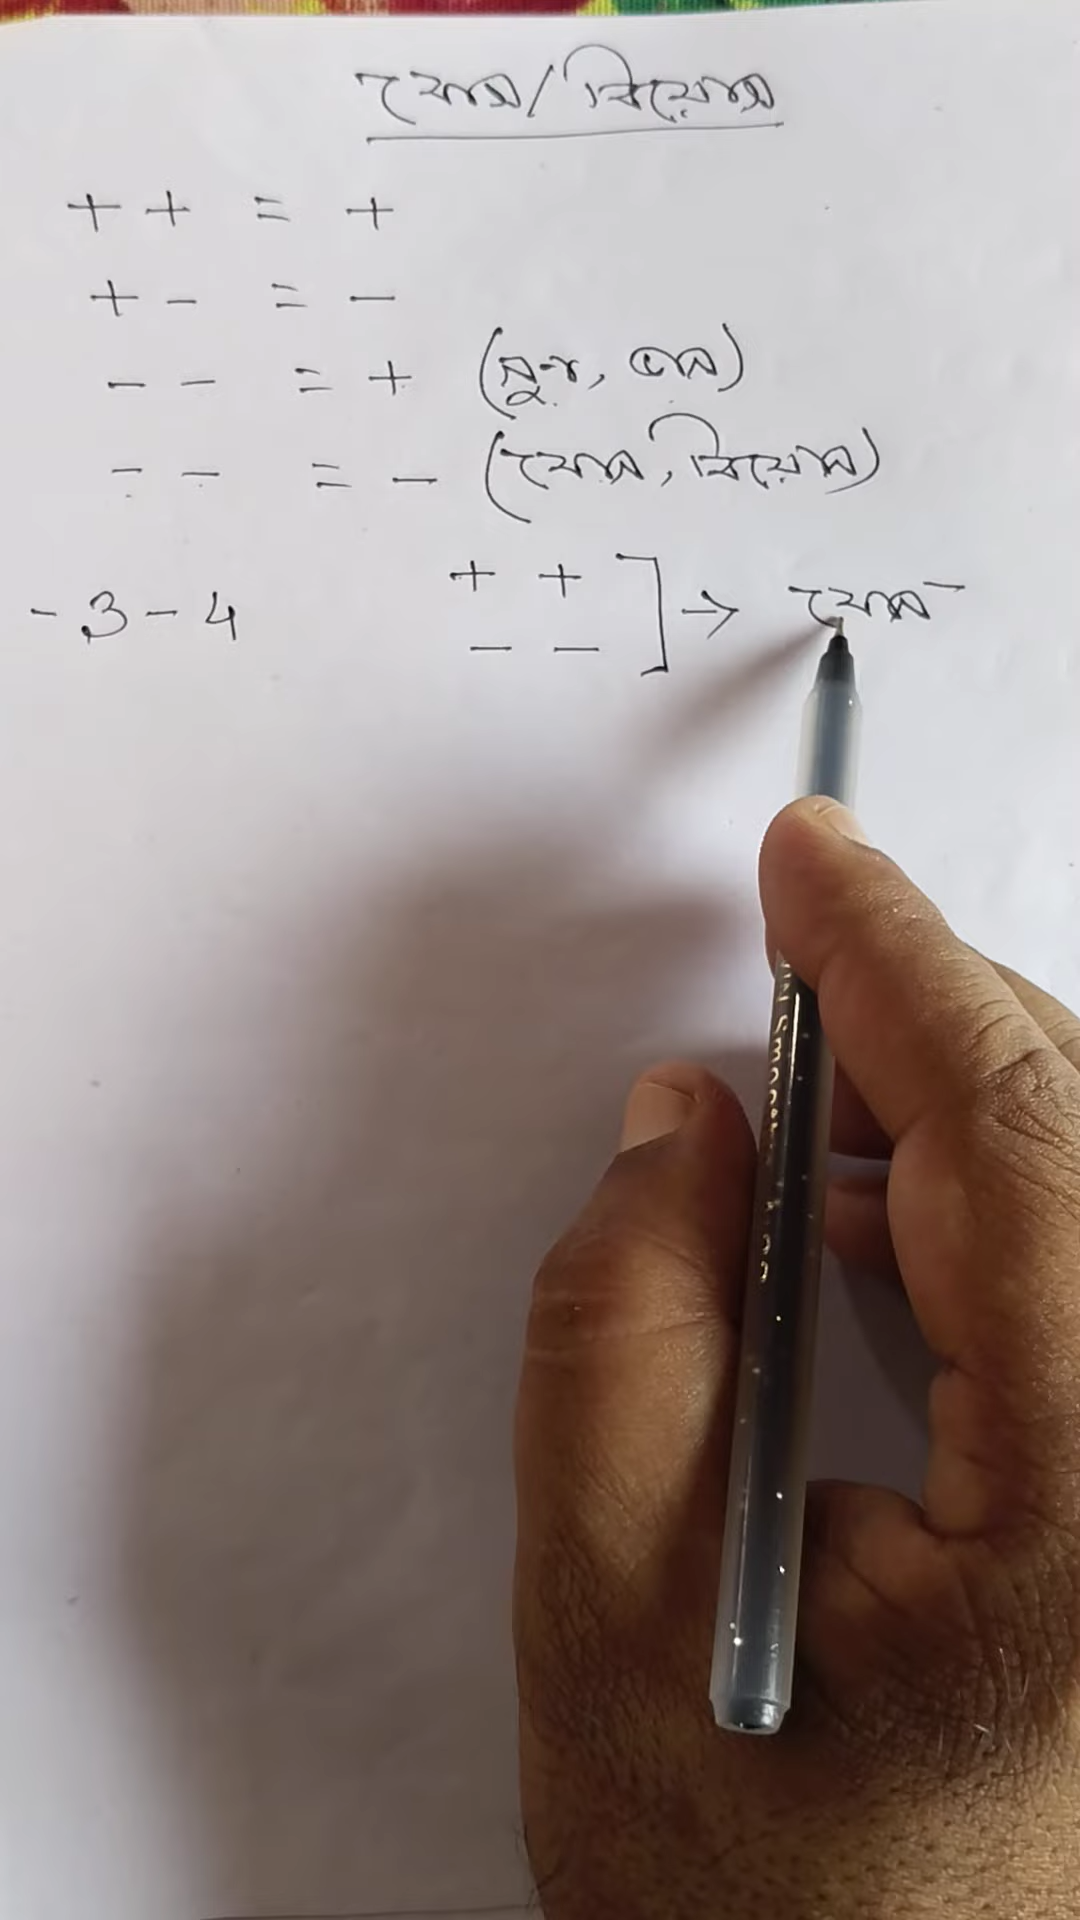 যোগ/বিয়োগ
+ + = +
+ - = -
- - = + (গুণ, ভাগ)
- - = - (যোগ, বিয়োগ)
+ +
- 3 - 4 ] → যোগ
- -